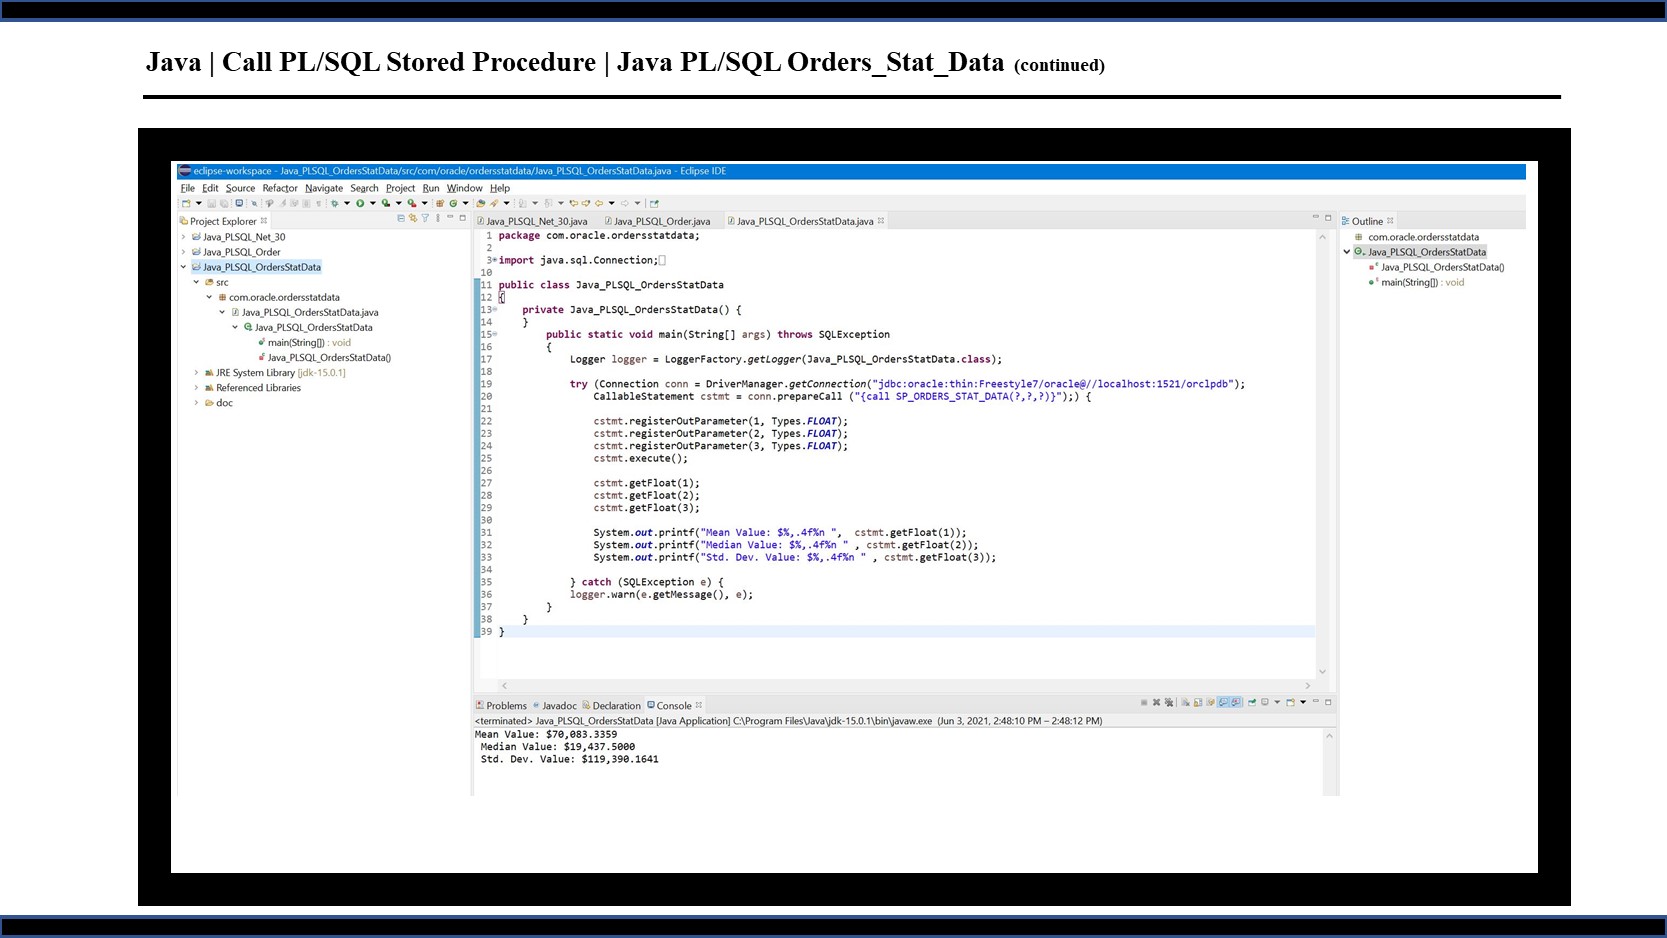 Java | Call PL/SQL Stored Procedure | Java PL/SQL Orders_Stat_Data (continued)
eclipse-workspace - Java_PLSQL_OrdersStatData/src/com/oracle/ordersstatdata/Java_PLSQL_OrdersStatData.java - Eclipse IDE
File Edit Source Refactor Navigate Search Project Run Window Help
Project Explorer
Java_PLSQL_Net_30
Java_PLSQL_Order
Java_PLSQL_OrdersStatData
src
com.oracle.ordersstatdata
Java_PLSQL_OrdersStatData.java
Java_PLSQL_OrdersStatData
main(String[]) : void
Java_PLSQL_OrdersStatData()
JRE System Library [jdk-15.0.1]
Referenced Libraries
doc
Java_PLSQL_Net_30.java Java_PLSQL_Order.java Java_PLSQL_OrdersStatData.java
1 package com.oracle.ordersstatdata;
2
3 import java.sql.Connection;
10
11 public class Java_PLSQL_OrdersStatData
12 {
13 private Java_PLSQL_OrdersStatData() {
14 }
15 public static void main(String[] args) throws SQLException
16 {
17 Logger logger = LoggerFactory.getLogger(Java_PLSQL_OrdersStatData.class);
18
19 try (Connection conn = DriverManager.getConnection("jdbc:oracle:thin:Freestyle7/oracle@//localhost:1521/orclpdb");
20 CallableStatement cstmt = conn.prepareCall ("{call SP_ORDERS_STAT_DATA(?,?,?)}");) {
21
22 cstmt.registerOutParameter(1, Types.FLOAT);
23 cstmt.registerOutParameter(2, Types.FLOAT);
24 cstmt.registerOutParameter(3, Types.FLOAT);
25 cstmt.execute();
26
27 cstmt.getFloat(1);
28 cstmt.getFloat(2);
29 cstmt.getFloat(3);
30
31 System.out.printf("Mean Value: $%,.4f%n ", cstmt.getFloat(1));
32 System.out.printf("Median Value: $%,.4f%n " , cstmt.getFloat(2));
33 System.out.printf("Std. Dev. Value: $%,.4f%n " , cstmt.getFloat(3));
34
35 } catch (SQLException e) {
36 logger.warn(e.getMessage(), e);
37 }
38 }
39 }
Outline
com.oracle.ordersstatdata
Java_PLSQL_OrdersStatData
Java_PLSQL_OrdersStatData()
main(String[]) : void
Problems Javadoc Declaration Console
<terminated> Java_PLSQL_OrdersStatData [Java Application] C:\Program Files\Java\jdk-15.0.1\bin\javaw.exe (Jun 3, 2021, 2:48:10 PM – 2:48:12 PM)
Mean Value: $70,083.3359
Median Value: $19,437.5000
Std. Dev. Value: $119,390.1641